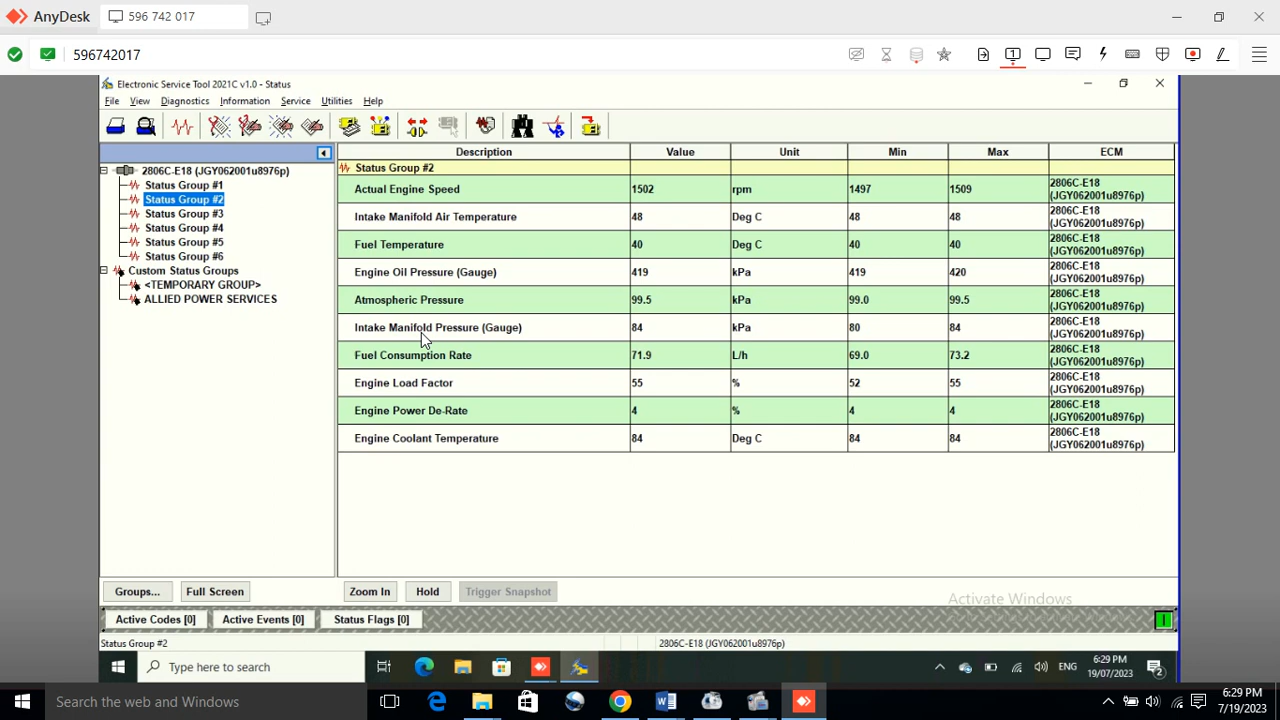 AnyDesk 596 742 017
596742017
Electronic Service Tool 2021C v1.0 - Status
File View Diagnostics Information Service Utilities Help
2806C-E18 (JGY062001u8976p)
Status Group #1
Status Group #2
Status Group #3
Status Group #4
Status Group #5
Status Group #6
Custom Status Groups
<TEMPORARY GROUP>
ALLIED POWER SERVICES
Description Value Unit Min Max ECM
Status Group #2
Actual Engine Speed 1502 rpm 1497 1509 2806C-E18
(JGY062001u8976p)
Intake Manifold Air Temperature 48 Deg C 48 48 2806C-E18
(JGY062001u8976p)
Fuel Temperature 40 Deg C 40 40 2806C-E18
(JGY062001u8976p)
Engine Oil Pressure (Gauge) 419 kPa 419 420 2806C-E18
(JGY062001u8976p)
Atmospheric Pressure 99.5 kPa 99.0 99.5 2806C-E18
(JGY062001u8976p)
Intake Manifold Pressure (Gauge) 84 kPa 80 84 2806C-E18
(JGY062001u8976p)
Fuel Consumption Rate 71.9 L/h 69.0 73.2 2806C-E18
(JGY062001u8976p)
Engine Load Factor 55 % 52 55 2806C-E18
(JGY062001u8976p)
Engine Power De-Rate 4 % 4 4 2806C-E18
(JGY062001u8976p)
Engine Coolant Temperature 84 Deg C 84 84 2806C-E18
(JGY062001u8976p)
Groups... Full Screen Zoom In Hold Trigger Snapshot
Activate Windows
Active Codes [0] Active Events [0] Status Flags [0]
Status Group #2 2806C-E18 (JGY062001u8976p)
Type here to search ENG 6:29 PM
19/07/2023 2
Search the web and Windows 6:29 PM
7/19/2023